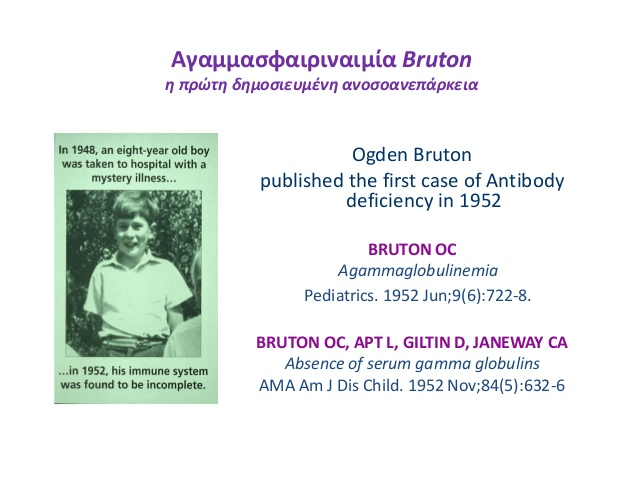 Αγαμμασφαιριναιμία Bruton
η πρώτη δημοσιευμένη ανοσοανεπάρκεια
In 1948, an eight-year old boy
was taken to hospital with a
mystery illness...
...in 1952, his immune system
was found to be incomplete.
Ogden Bruton
published the first case of Antibody
deficiency in 1952
BRUTON OC
Agammaglobulinemia
Pediatrics. 1952 Jun;9(6):722-8.
BRUTON OC, APT L, GILTIN D, JANEWAY CA
Absence of serum gamma globulins
AMA Am J Dis Child. 1952 Nov;84(5):632-6